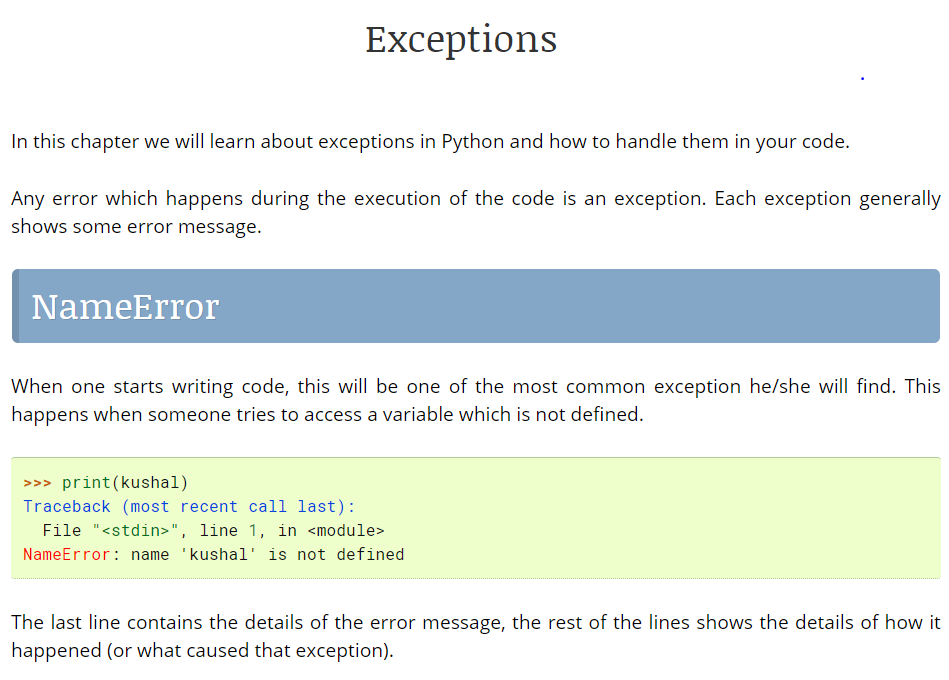 Exceptions
In this chapter we will learn about exceptions in Python and how to handle them in your code.
Any error which happens during the execution of the code is an exception. Each exception generally
shows some error message.
NameError
When one starts writing code, this will be one of the most common exception he/she will find. This
happens when someone tries to access a variable which is not defined.
>>> print(kushal)
Traceback (most recent call last):
  File "<stdin>", line 1, in <module>
NameError: name 'kushal' is not defined
The last line contains the details of the error message, the rest of the lines shows the details of how it
happened (or what caused that exception).